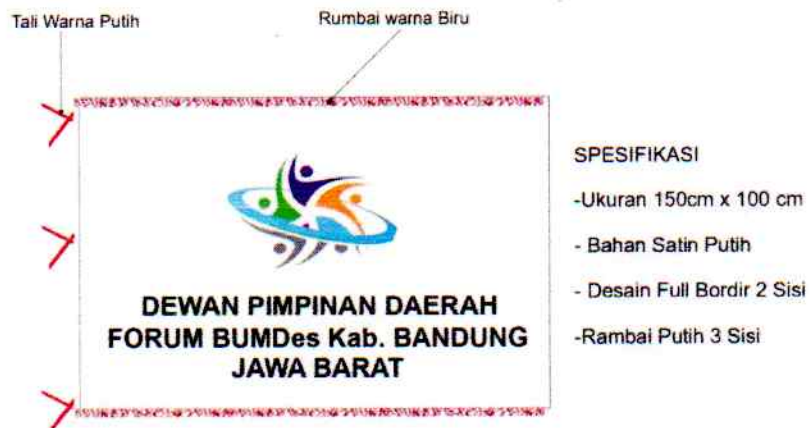 Tali Warna Putih
Rumbai warna Biru
SPESIFIKASI
-Ukuran 150cm x 100 cm
- Bahan Satin Putih
- Desain Full Bordir 2 Sisi
-Rambai Putih 3 Sisi
DEWAN PIMPINAN DAERAH
FORUM BUMDes Kab. BANDUNG
JAWA BARAT